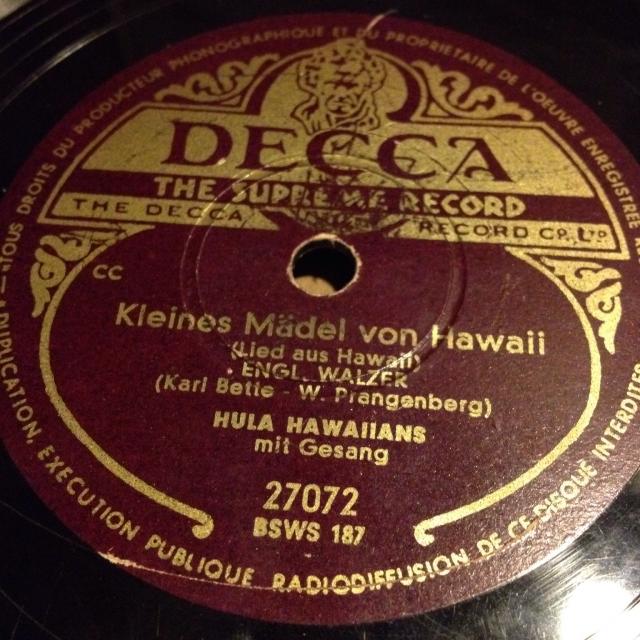 TOUS DROITS DU PRODUCTEUR PHONOGRAPHIQUE ET DU PROPRIETAIRE DE L'OEUVRE ENREGISTRÉE
DECCA
THE SUPREME RECORD
THE DECCA RECORD CO., LTD
CC
Kleines Mädel von Hawaii
(Lied aus Hawaii)
ENGL. WALZER
(Karl Bette - W. Prangenberg)
HULA HAWAIIANS
mit Gesang
27072
BSWS 187
DUPLICATION, EXECUTION PUBLIQUE RADIODIFFUSION DE CE DISQUE INTERDITES